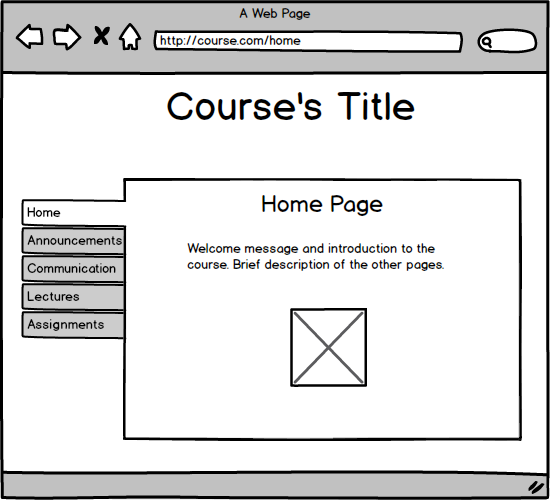 A Web Page
http://course.com/home
Course's Title
Home
Announcements
Communication
Lectures
Assignments
Home Page
Welcome message and introduction to the
course. Brief description of the other pages.